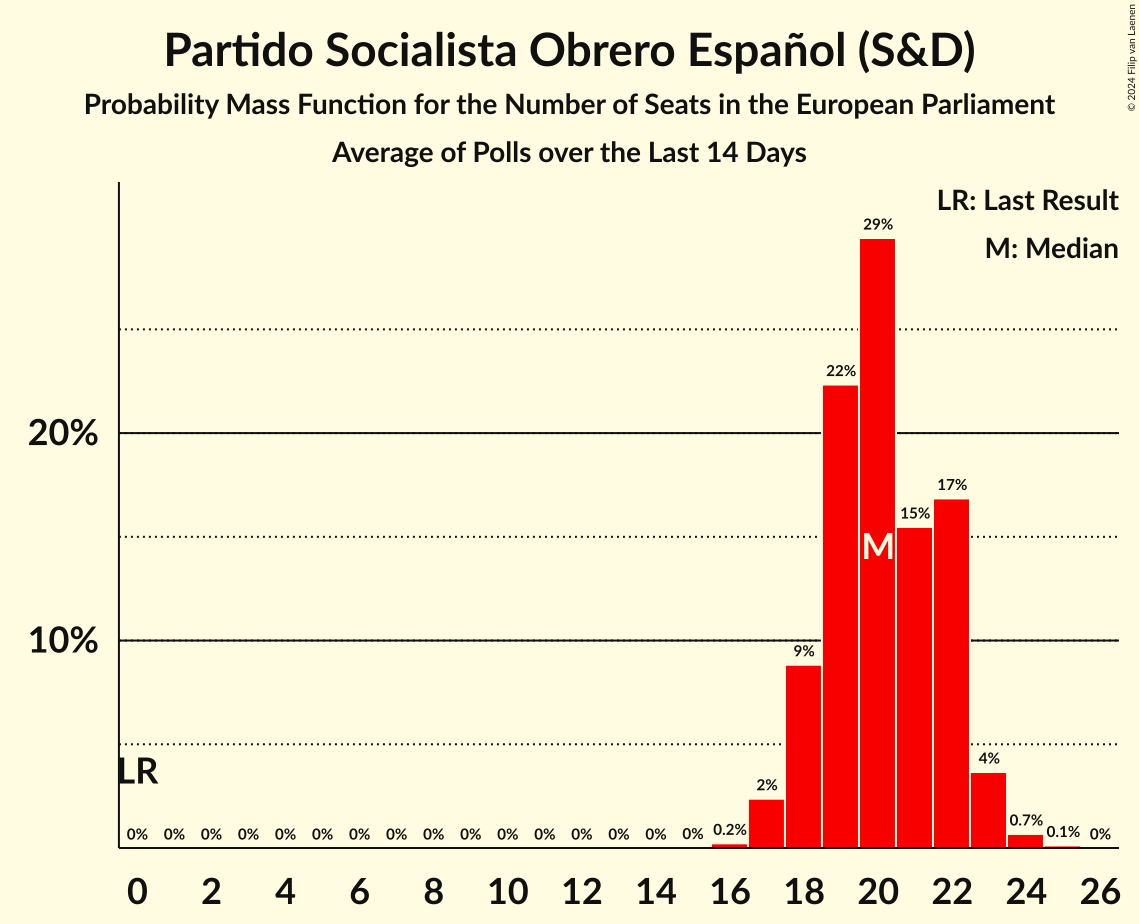 Partido Socialista Obrero Español (S&D)
Probability Mass Function for the Number of Seats in the European Parliament
Average of Polls over the Last 14 Days
© 2024 Filip van Laenen
LR: Last Result
M: Median
29%
22%
20%
17%
15%
M
10%
9%
LR
4%
2%
0% 0% 0% 0% 0% 0% 0% 0% 0% 0% 0% 0% 0% 0% 0% 0% 0.2% 0.7% 0.1% 0%
0 2 4 6 8 10 12 14 16 18 20 22 24 26